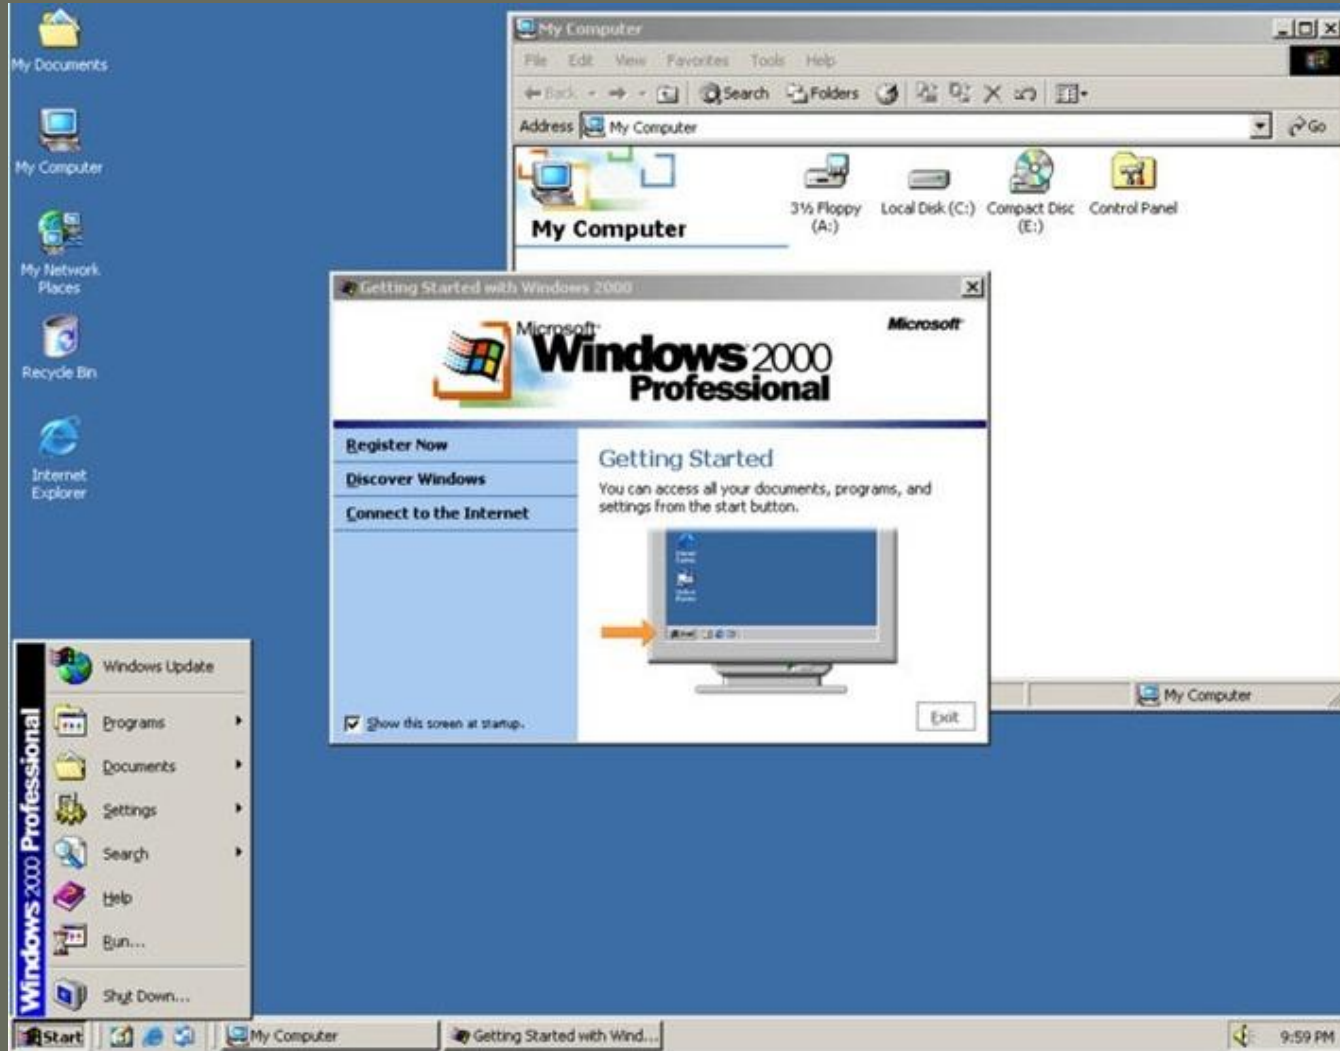 My Documents
My Computer
My Network
Places
Recycle Bin
Internet
Explorer
My Computer
File Edit View Favorites Tools Help
Back Search Folders
Address My Computer Go
My Computer
3½ Floppy
(A:)
Local Disk (C:)
Compact Disc
(E:)
Control Panel
My Computer
Getting Started with Windows 2000
Microsoft
Windows 2000
Professional
Microsoft
Register Now
Discover Windows
Connect to the Internet
Getting Started
You can access all your documents, programs, and
settings from the start button.
Show this screen at startup.
Exit
Windows 2000 Professional
Windows Update
Programs
Documents
Settings
Search
Help
Run...
Shut Down...
Start
My Computer
Getting Started with Wind...
9:59 PM